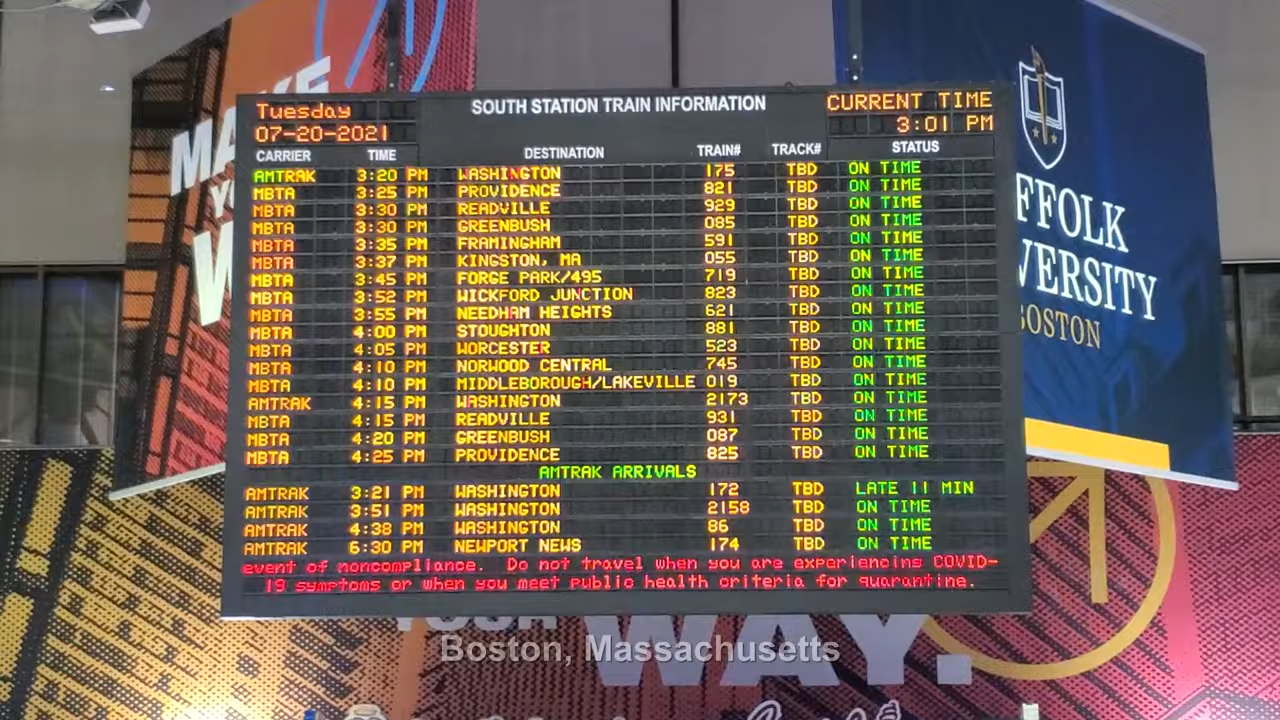 MAKE
YOUR
W
SOUTH STATION TRAIN INFORMATION
Tuesday
07-20-2021
CURRENT TIME
3:01 PM
CARRIER TIME DESTINATION TRAIN# TRACK# STATUS
AMTRAK 3:20 PM WASHINGTON 175 TBD ON TIME
MBTA 3:25 PM PROVIDENCE 821 TBD ON TIME
MBTA 3:30 PM READVILLE 929 TBD ON TIME
MBTA 3:30 PM GREENBUSH 085 TBD ON TIME
MBTA 3:35 PM FRAMINGHAM 591 TBD ON TIME
MBTA 3:37 PM KINGSTON, MA 055 TBD ON TIME
MBTA 3:45 PM FORGE PARK/495 719 TBD ON TIME
MBTA 3:52 PM WICKFORD JUNCTION 823 TBD ON TIME
MBTA 3:55 PM NEEDHAM HEIGHTS 621 TBD ON TIME
MBTA 4:00 PM STOUGHTON 881 TBD ON TIME
MBTA 4:05 PM WORCESTER 523 TBD ON TIME
MBTA 4:10 PM NORWOOD CENTRAL 745 TBD ON TIME
MBTA 4:10 PM MIDDLEBOROUGH/LAKEVILLE 019 TBD ON TIME
AMTRAK 4:15 PM WASHINGTON 2173 TBD ON TIME
MBTA 4:15 PM READVILLE 931 TBD ON TIME
MBTA 4:20 PM GREENBUSH 087 TBD ON TIME
MBTA 4:25 PM PROVIDENCE 825 TBD ON TIME
AMTRAK ARRIVALS
AMTRAK 3:21 PM WASHINGTON 172 TBD LATE 11 MIN
AMTRAK 3:51 PM WASHINGTON 2158 TBD ON TIME
AMTRAK 4:38 PM WASHINGTON 86 TBD ON TIME
AMTRAK 6:30 PM NEWPORT NEWS 174 TBD ON TIME
event of noncompliance. Do not travel when you are experiencing COVID-
19 symptoms or when you meet public health criteria for quarantine.
FFOLK
VERSITY
BOSTON
YOUR
WAY.
Boston, Massachusetts